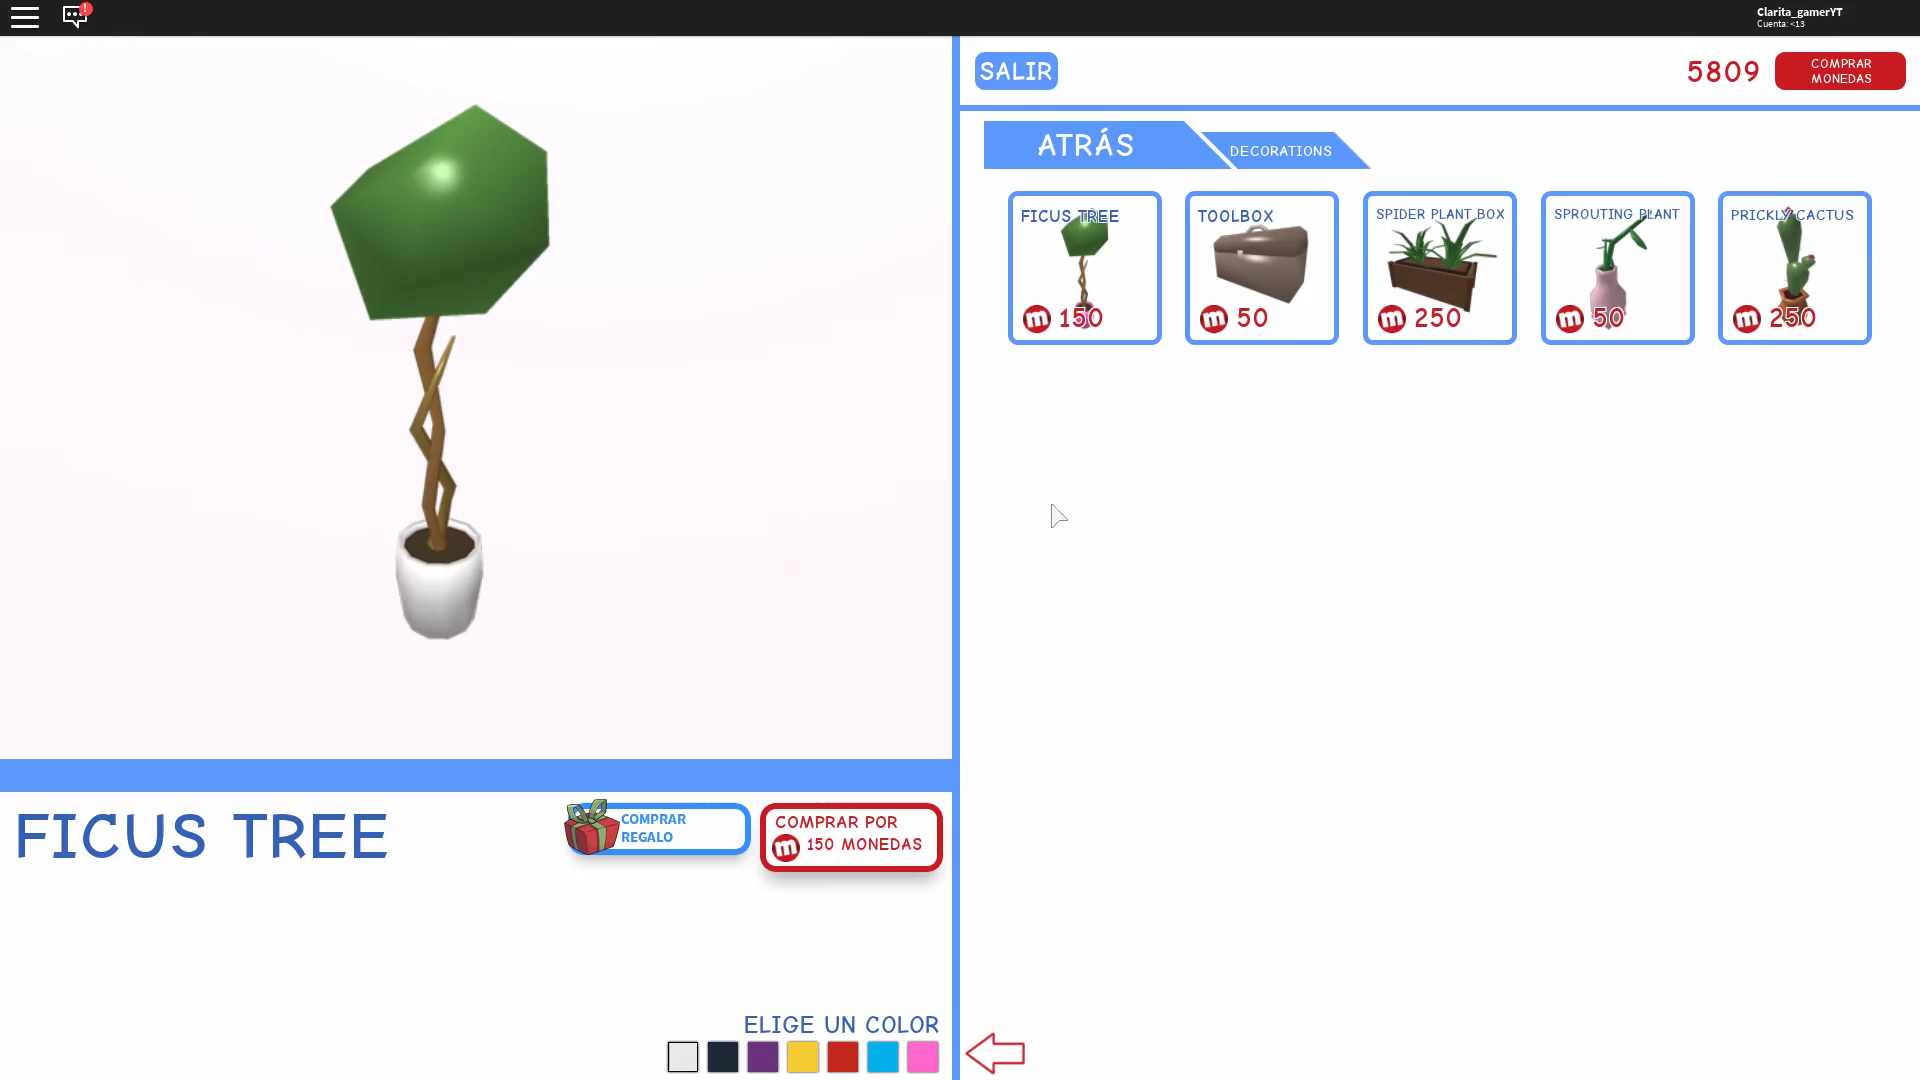 Clarita_gamerYT
Cuenta: <13
SALIR
5809
COMPRAR
MONEDAS
ATRÁS
DECORATIONS
FICUS TREE
150
TOOLBOX
50
SPIDER PLANT BOX
250
SPROUTING PLANT
50
PRICKLY CACTUS
250
FICUS TREE
COMPRAR
REGALO
COMPRAR POR
150 MONEDAS
ELIGE UN COLOR